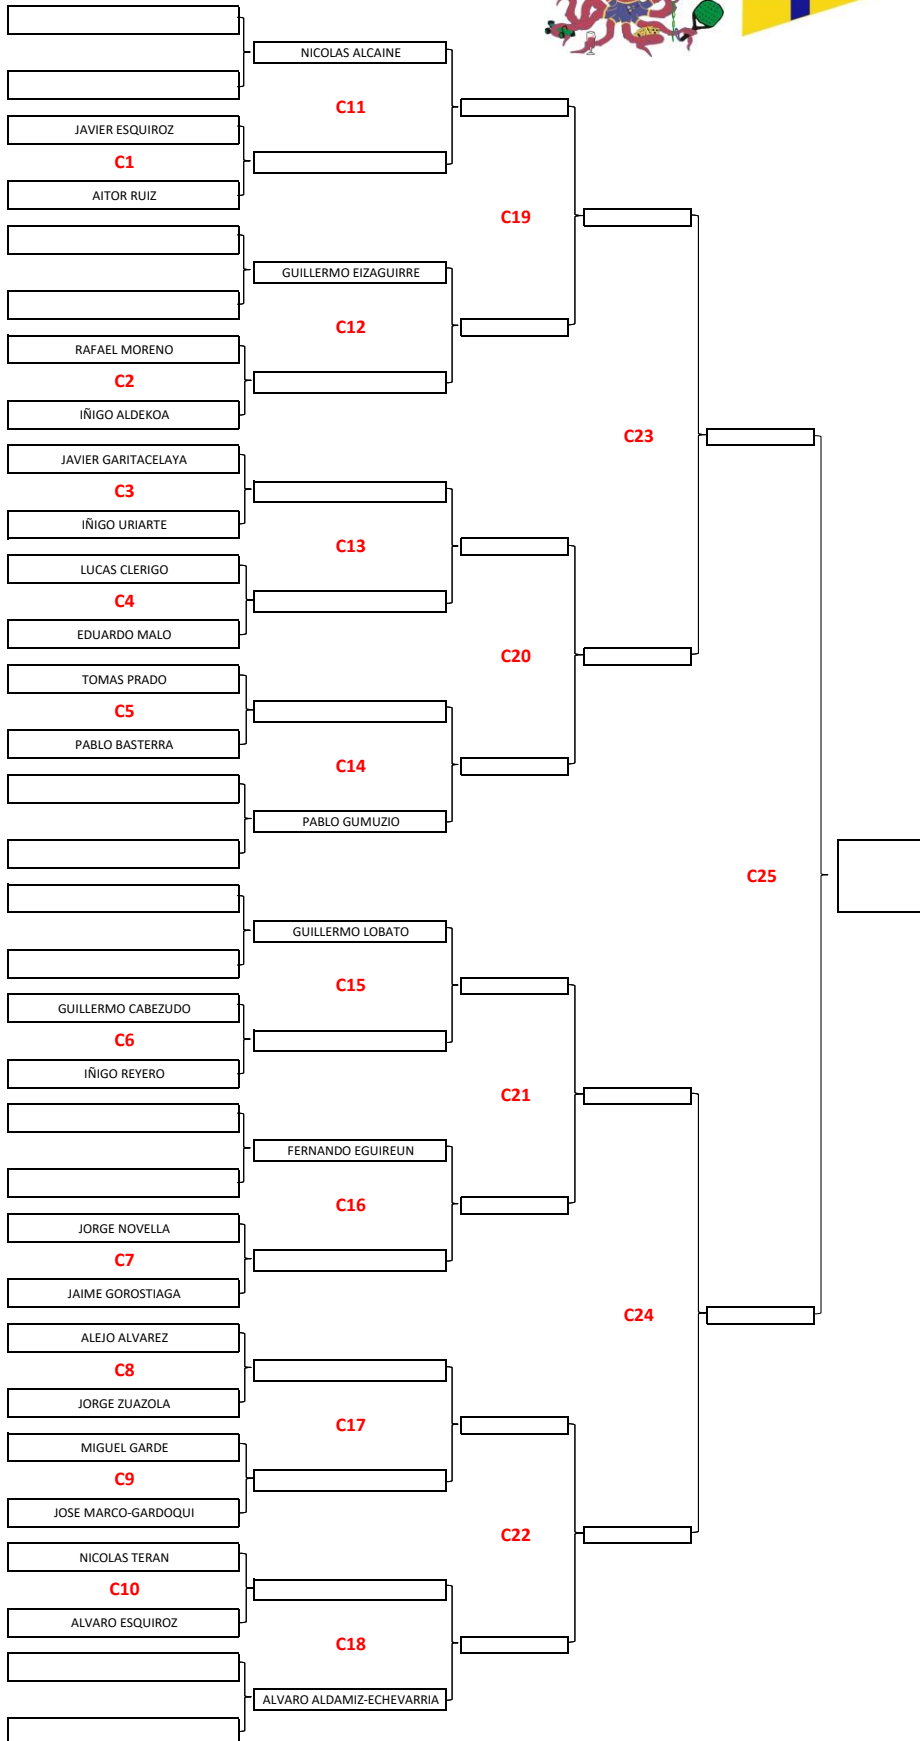 NICOLAS ALCAINE
C11
JAVIER ESQUIROZ
C1
AITOR RUIZ
C19
GUILLERMO EIZAGUIRRE
C12
RAFAEL MORENO
C2
IÑIGO ALDEKOA
C23
JAVIER GARITACELAYA
C3
IÑIGO URIARTE
C13
LUCAS CLERIGO
C4
EDUARDO MALO
C20
TOMAS PRADO
C5
PABLO BASTERRA
C14
PABLO GUMUZIO
C25
GUILLERMO LOBATO
C15
GUILLERMO CABEZUDO
C6
IÑIGO REYERO
C21
FERNANDO EGUIREUN
C16
JORGE NOVELLA
C7
JAIME GOROSTIAGA
C24
ALEJO ALVAREZ
C8
JORGE ZUAZOLA
C17
MIGUEL GARDE
C9
JOSE MARCO-GARDOQUI
C22
NICOLAS TERAN
C10
ALVARO ESQUIROZ
C18
ALVARO ALDAMIZ-ECHEVARRIA